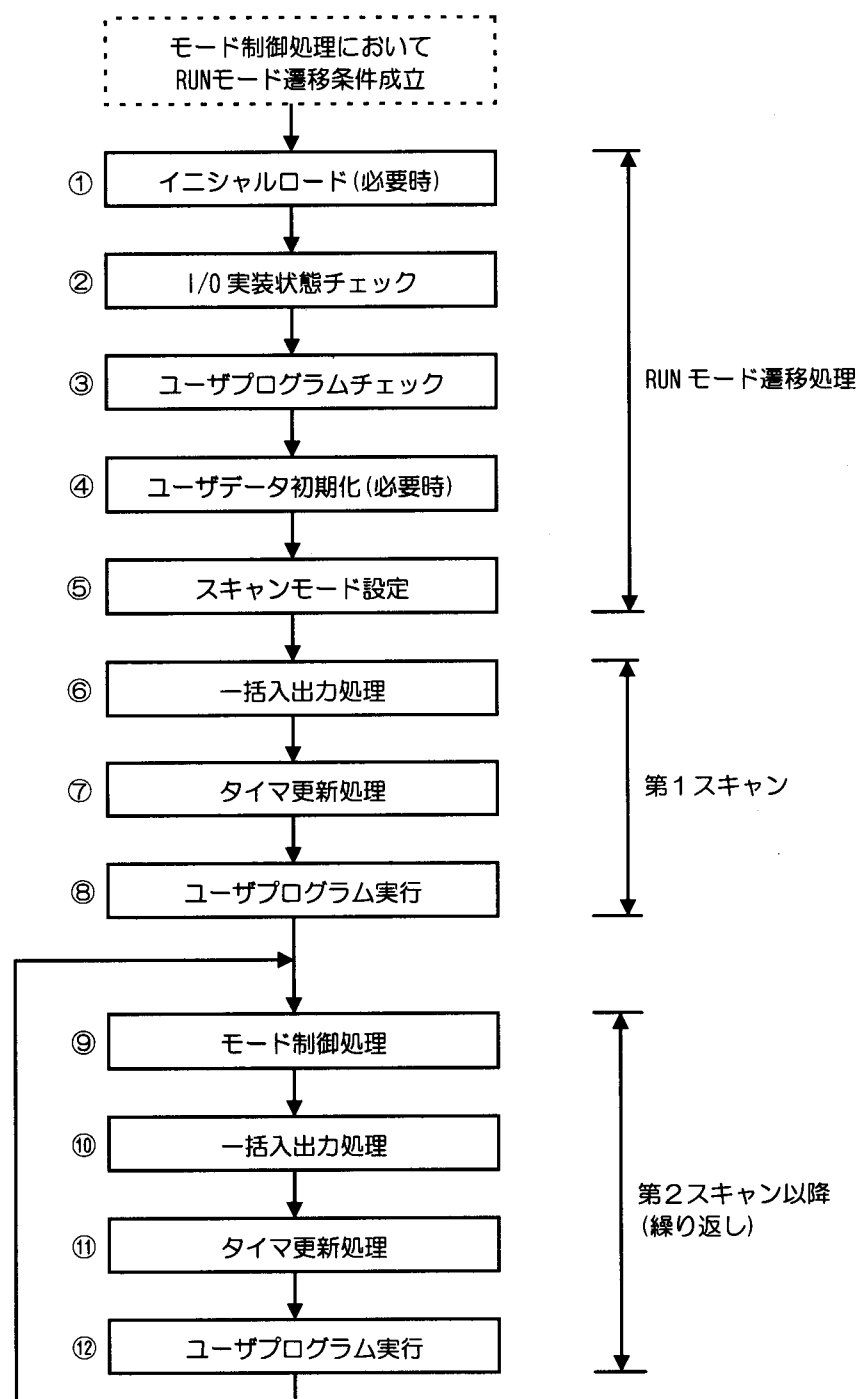 モード制御処理において
RUNモード遷移条件成立
① イニシャルロード(必要時)
② I/O 実装状態チェック
③ ユーザプログラムチェック
④ ユーザデータ初期化(必要時)
⑤ スキャンモード設定
RUN モード遷移処理
⑥ 一括入出力処理
⑦ タイマ更新処理
⑧ ユーザプログラム実行
第1スキャン
⑨ モード制御処理
⑩ 一括入出力処理
⑪ タイマ更新処理
⑫ ユーザプログラム実行
第2スキャン以降
(繰り返し)